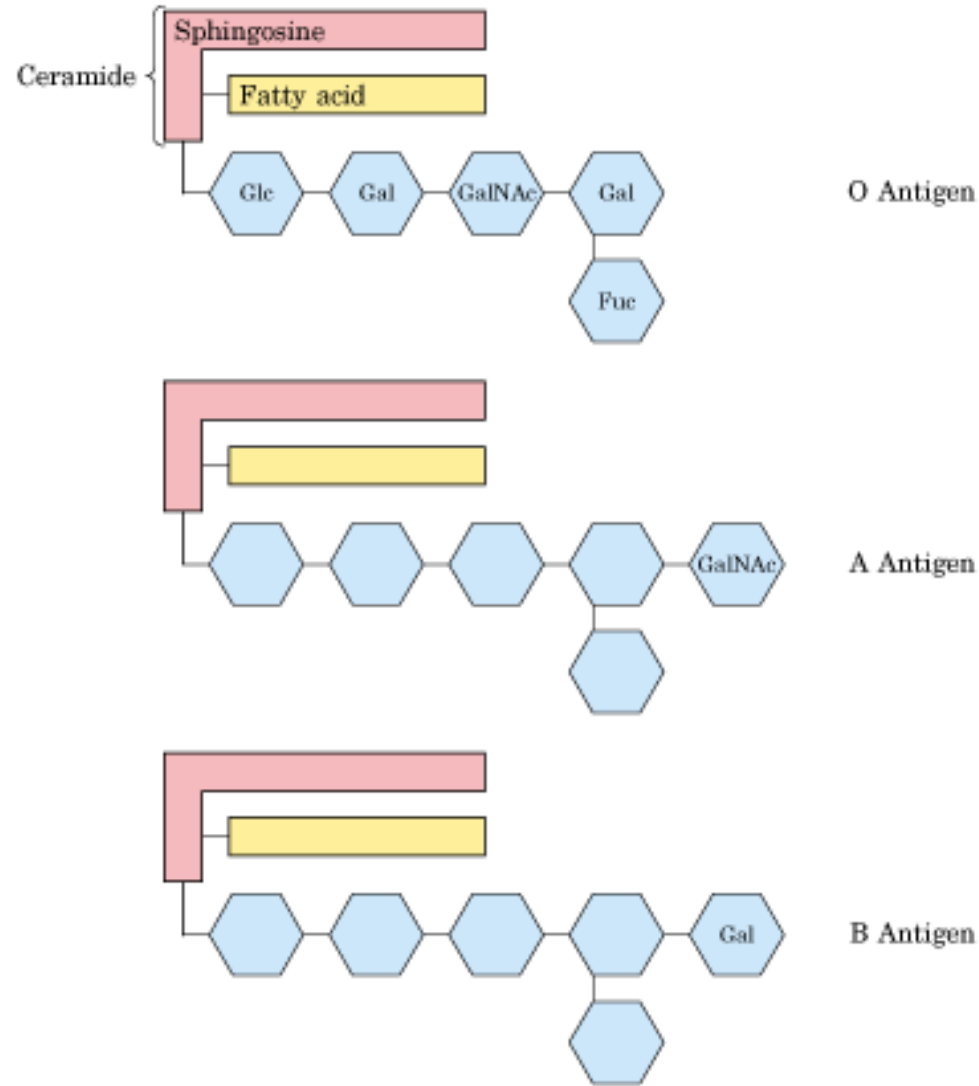 Sphingosine
Ceramide
Fatty acid
Glc Gal GalNAc Gal O Antigen
Fuc
GalNAc A Antigen
Gal B Antigen